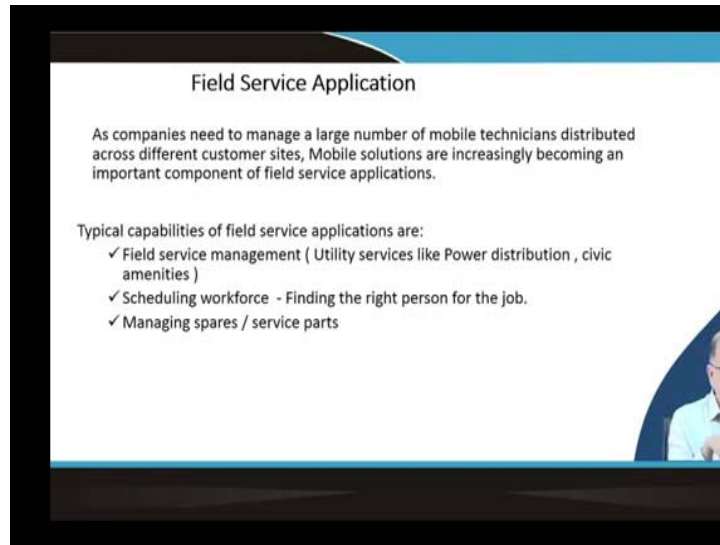 Field Service Application
As companies need to manage a large number of mobile technicians distributed
across different customer sites, Mobile solutions are increasingly becoming an
important component of field service applications.
Typical capabilities of field service applications are:
✓ Field service management ( Utility services like Power distribution , civic
amenities )
✓ Scheduling workforce - Finding the right person for the job.
✓ Managing spares / service parts